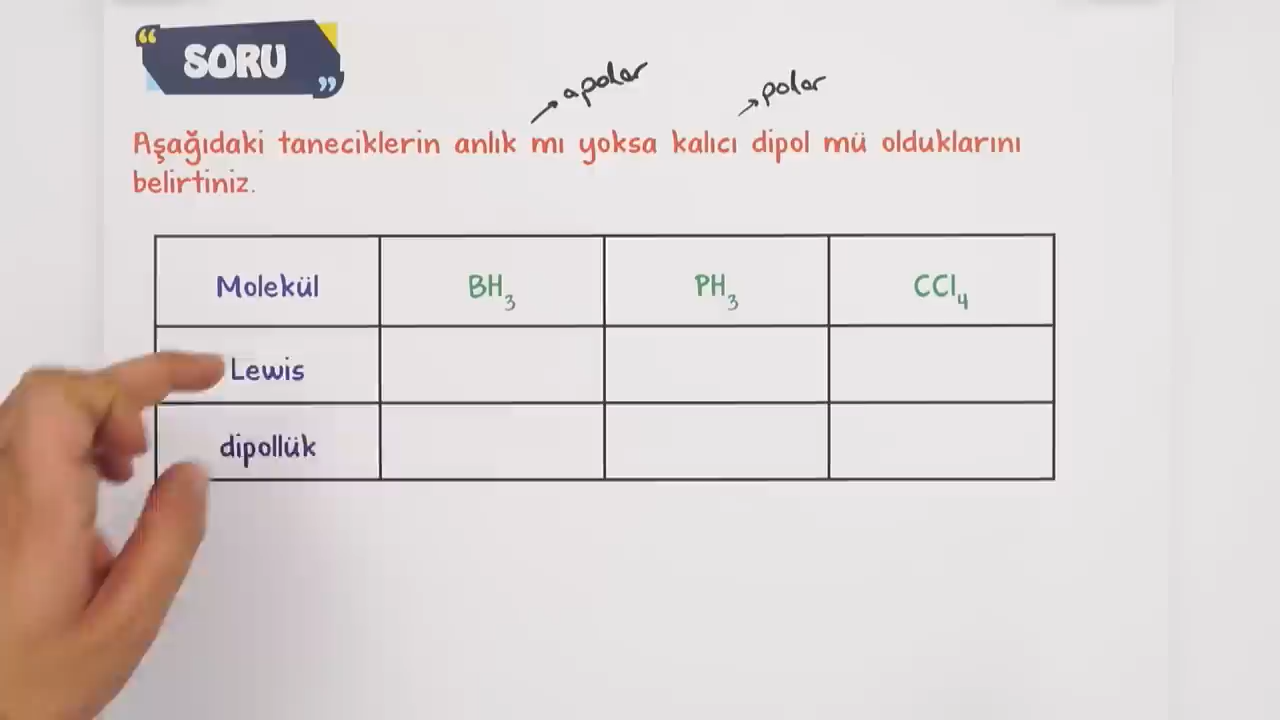 “ SORU ”
apolar
polar
Aşağıdaki taneciklerin anlık mı yoksa kalıcı dipol mü olduklarını
belirtiniz.
Molekül BH₃ PH₃ CCl₄
Lewis
dipollük